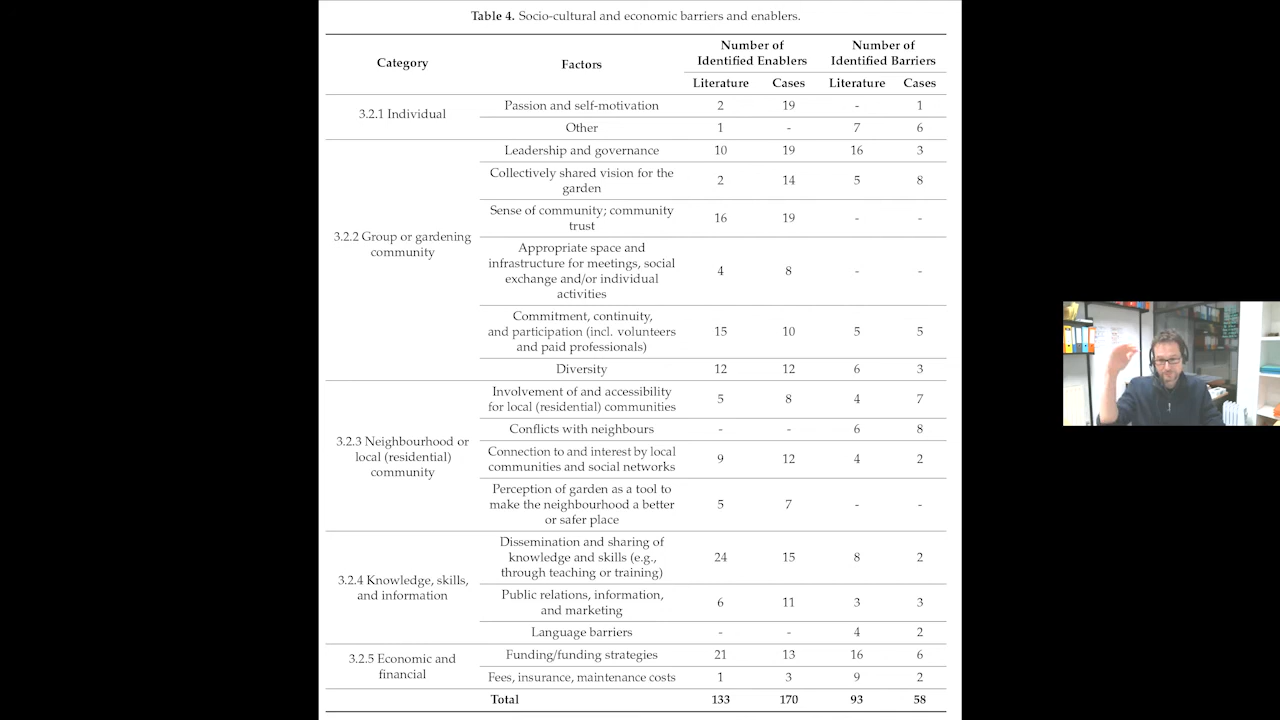 Table 4. Socio-cultural and economic barriers and enablers.
Category Factors Number of Identified Enablers Number of Identified Barriers
Literature Cases Literature Cases
3.2.1 Individual
Passion and self-motivation 2 19 - 1
Other 1 - 7 6
3.2.2 Group or gardening
community
Leadership and governance 10 19 16 3
Collectively shared vision for the
garden 2 14 5 8
Sense of community; community
trust 16 19 - -
Appropriate space and
infrastructure for meetings, social
exchange and/or individual
activities 4 8 - -
Commitment, continuity,
and participation (incl. volunteers
and paid professionals) 15 10 5 5
Diversity 12 12 6 3
3.2.3 Neighbourhood or
local (residential)
community
Involvement of and accessibility
for local (residential) communities 5 8 4 7
Conflicts with neighbours - - 6 8
Connection to and interest by local
communities and social networks 9 12 4 2
Perception of garden as a tool to
make the neighbourhood a better
or safer place 5 7 - -
3.2.4 Knowledge, skills,
and information
Dissemination and sharing of
knowledge and skills (e.g.,
through teaching or training) 24 15 8 2
Public relations, information,
and marketing 6 11 3 3
Language barriers - - 4 2
3.2.5 Economic and
financial
Funding/funding strategies 21 13 16 6
Fees, insurance, maintenance costs 1 3 9 2
Total 133 170 93 58